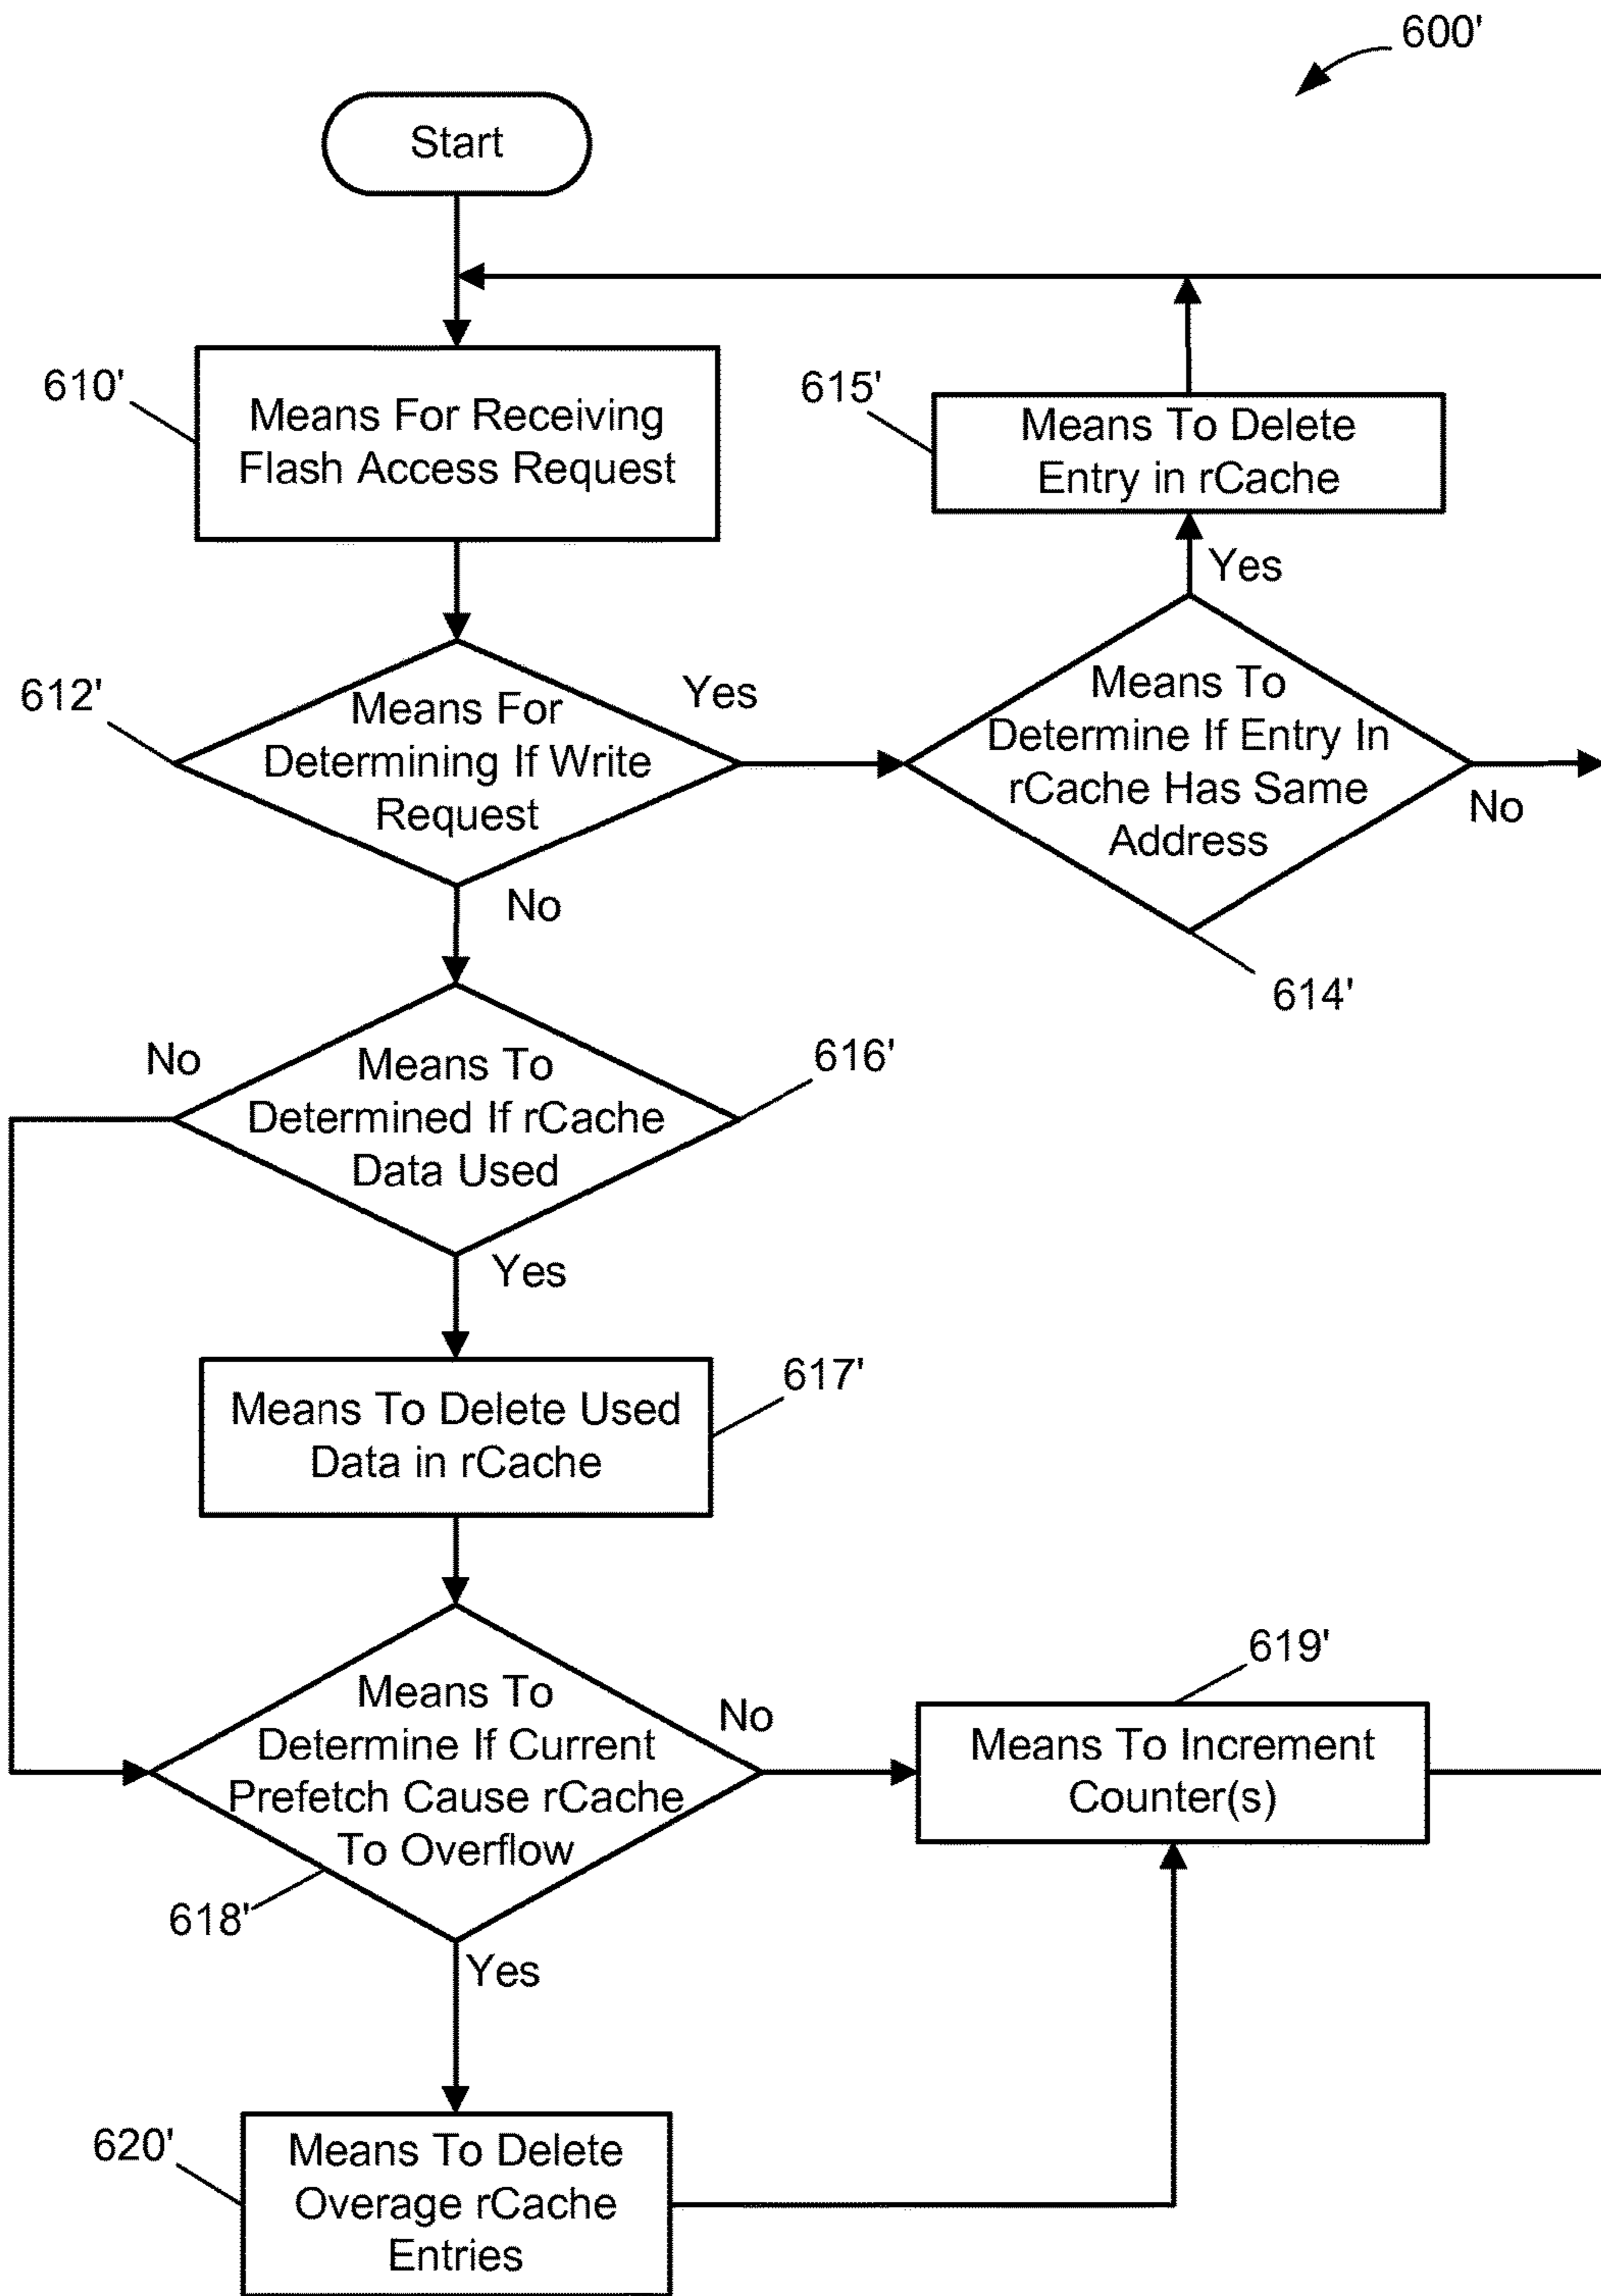 600'
Start
610'
Means For Receiving
Flash Access Request
615'
Means To Delete
Entry in rCache
Yes
612'
Means For
Determining If Write
Request
Yes
Means To
Determine If Entry In
rCache Has Same
Address
No
614'
No
No
Means To
Determined If rCache
Data Used
616'
Yes
Means To Delete Used
Data in rCache
617'
Means To
Determine If Current
Prefetch Cause rCache
To Overflow
No
618'
619'
Means To Increment
Counter(s)
Yes
620'
Means To Delete
Overage rCache
Entries